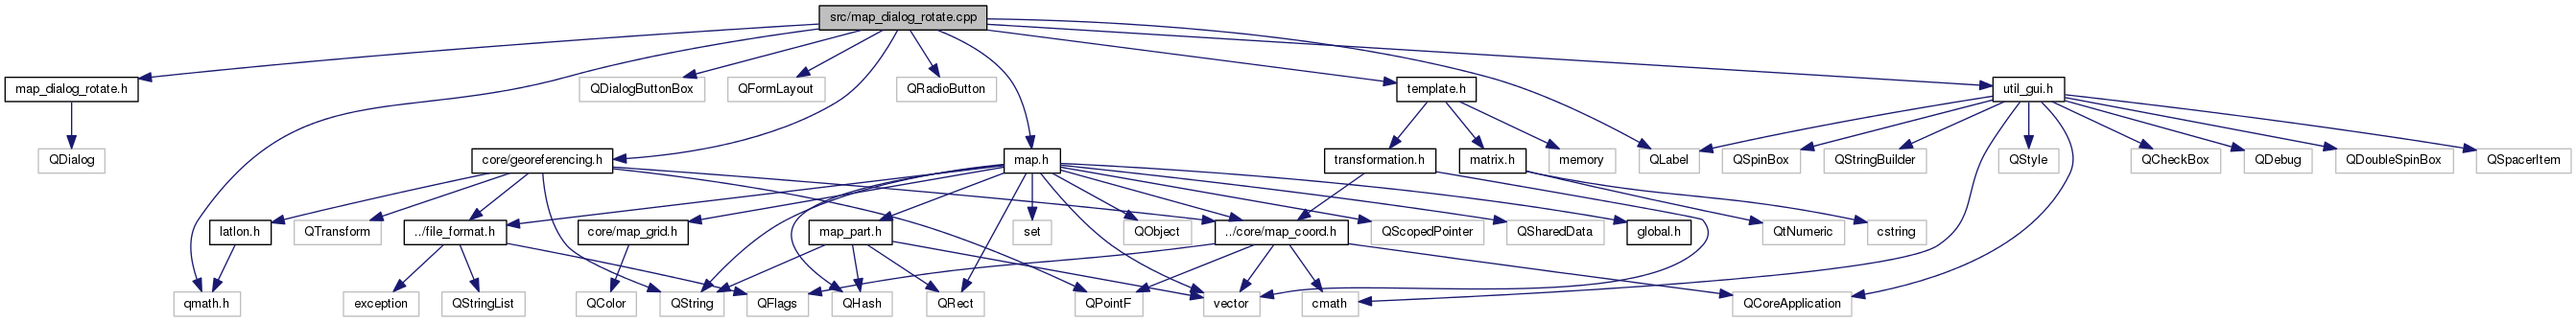 src/map_dialog_rotate.cpp
map_dialog_rotate.h
QDialogButtonBox
QFormLayout
QRadioButton
template.h
util_gui.h
QDialog
core/georeferencing.h
map.h
transformation.h
matrix.h
memory
QLabel
QSpinBox
QStringBuilder
QStyle
QCheckBox
QDebug
QDoubleSpinBox
QSpacerItem
latlon.h
QTransform
../file_format.h
core/map_grid.h
map_part.h
set
QObject
../core/map_coord.h
QScopedPointer
QSharedData
global.h
QtNumeric
cstring
qmath.h
exception
QStringList
QColor
QString
QFlags
QHash
QRect
QPointF
vector
cmath
QCoreApplication